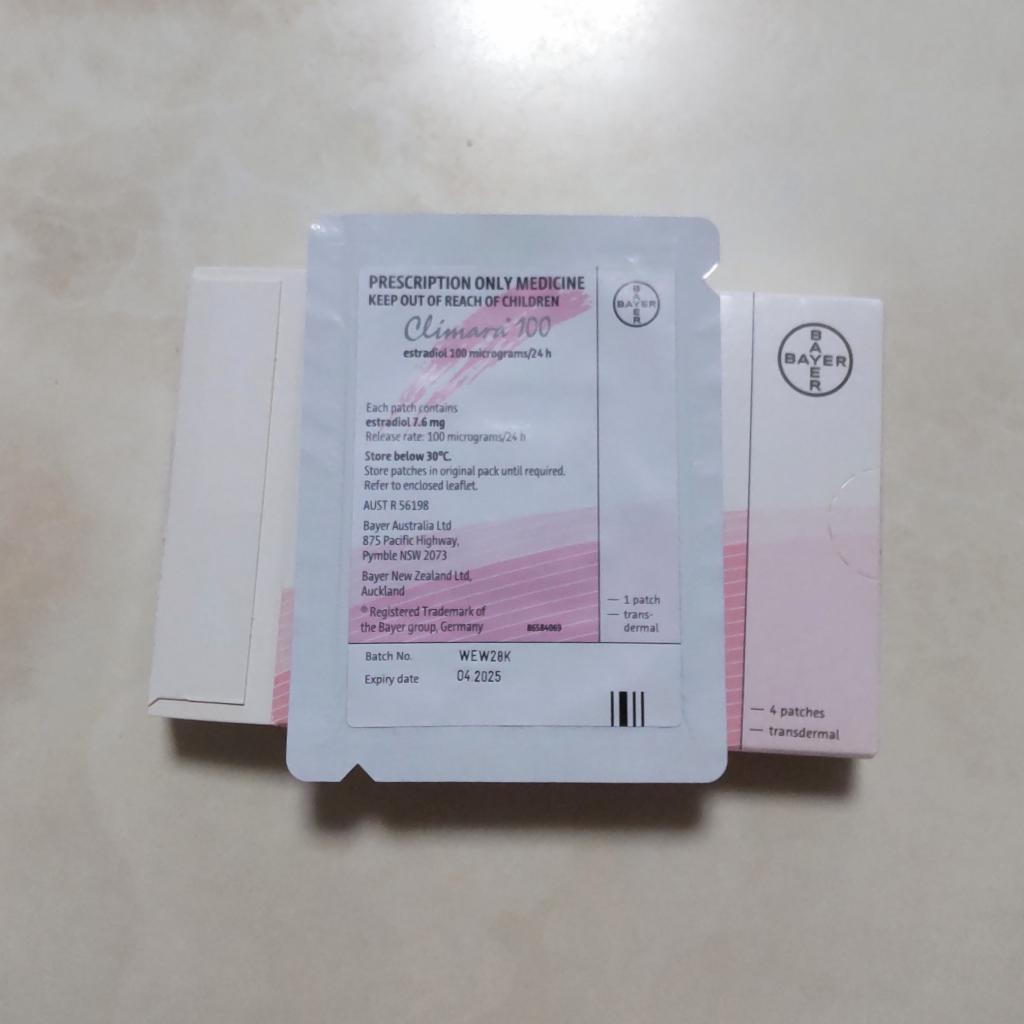 PRESCRIPTION ONLY MEDICINE
KEEP OUT OF REACH OF CHILDREN
Climara® 100
estradiol 100 micrograms/24 h
Each patch contains
estradiol 7.6 mg
Release rate: 100 micrograms/24 h
Store below 30°C.
Store patches in original pack until required.
Refer to enclosed leaflet.
AUST R 56198
Bayer Australia Ltd
875 Pacific Highway,
Pymble NSW 2073
Bayer New Zealand Ltd,
Auckland
® Registered Trademark of
the Bayer group, Germany
86584069
BAYER
BAYER
— 1 patch
— trans-
dermal
Batch No. WEW28K
Expiry date 04.2025
BAYER
BAYER
— 4 patches
— transdermal